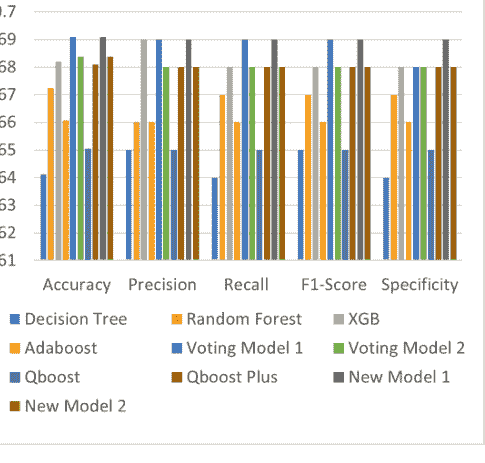 0.7
69
68
67
66
65
64
63
62
61
Accuracy Precision Recall F1-Score Specificity
Decision Tree Random Forest XGB
Adaboost Voting Model 1 Voting Model 2
Qboost Qboost Plus New Model 1
New Model 2